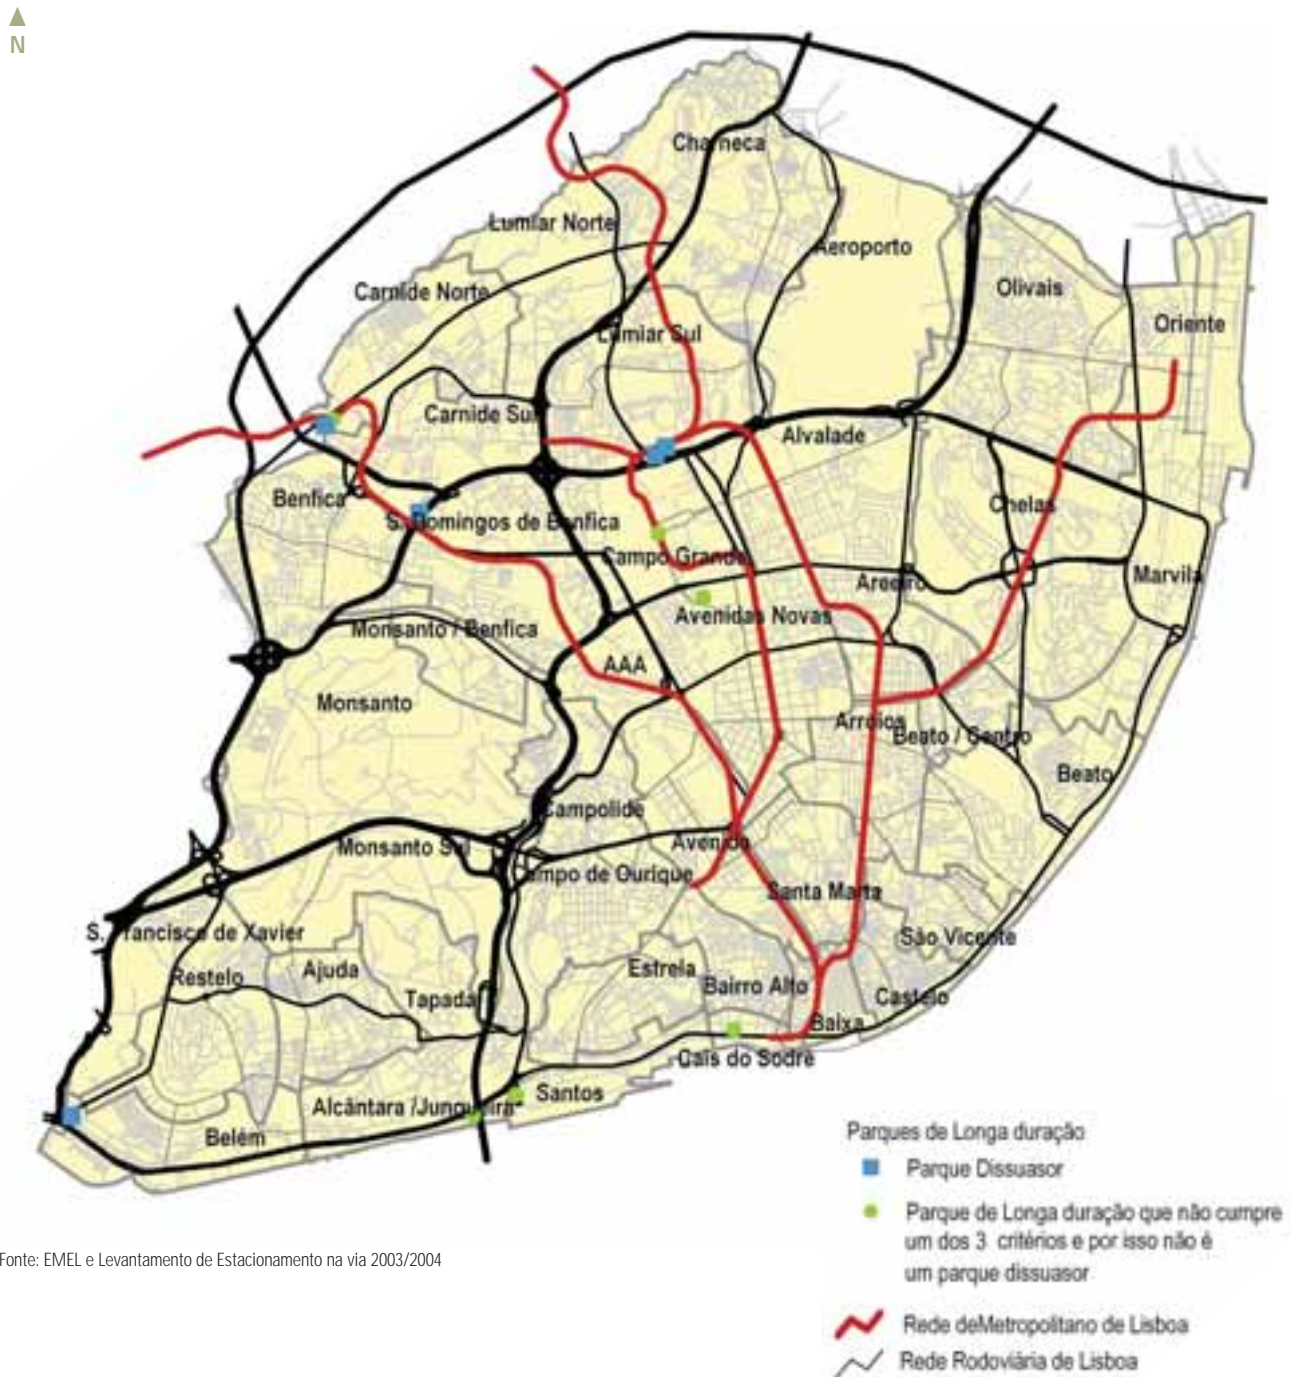 N
Charneca
Lumiar Norte
Aeroporto
Carnide Norte
Olivais
Oriente
Lumiar Sul
Carnide Sul
Alvalade
Benfica
S. Domingos de Benfica
Chelas
Campo Grande
Areeiro
Marvila
Avenidas Novas
Monsanto / Benfica
AAA
Monsanto
Arroios
Beato / Centro
Beato
Campolide
Avenida
Monsanto Sul
Campo de Ourique
Santa Marta
S. Francisco de Xavier
São Vicente
Restelo
Ajuda
Estrela
Bairro Alto
Tapada
Castelo
Baixa
Cais do Sodré
Santos
Alcântara /Junqueira
Belém
Parques de Longa duração
Parque Dissuasor
Parque de Longa duração que não cumpre
um dos 3 critérios e por isso não é
um parque dissuasor
Fonte: EMEL e Levantamento de Estacionamento na via 2003/2004
Rede deMetropolitano de Lisboa
Rede Rodoviária de Lisboa